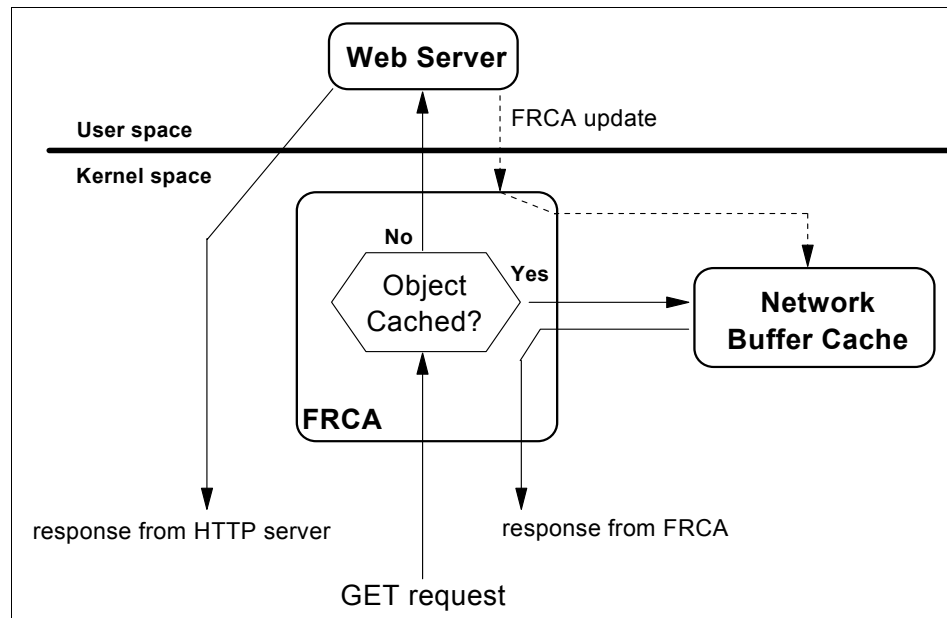 Web Server
FRCA update
User space
Kernel space
No
Yes
Object
Cached?
Network
Buffer Cache
FRCA
response from HTTP server
response from FRCA
GET request